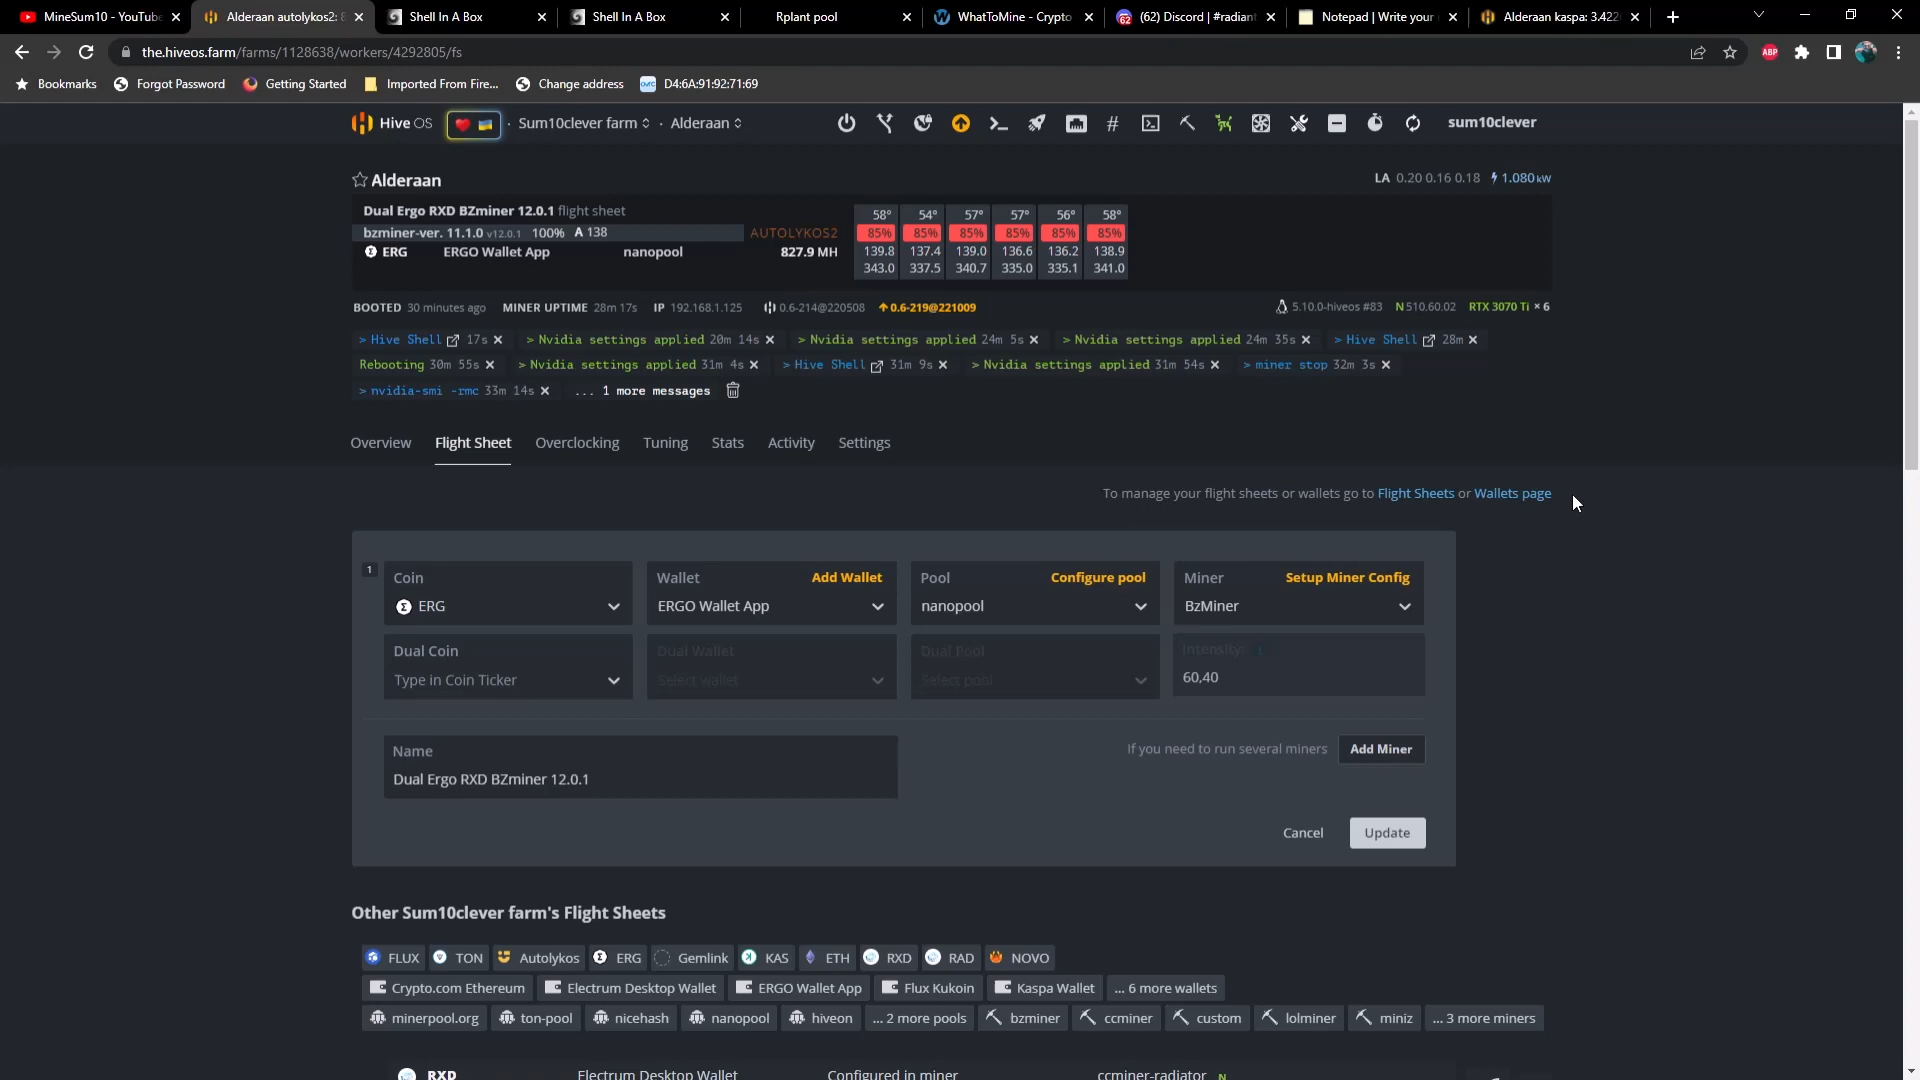 MineSum10 - YouTube
Alderaan autolykos2: 8
Shell In A Box
Shell In A Box
Rplant pool
WhatToMine - Crypto
(62) Discord | #radiant
Notepad | Write your
Alderaan kaspa: 3.422
the.hiveos.farm/farms/1128638/workers/4292805/fs
ABP
Bookmarks
Forgot Password
Getting Started
Imported From Fire...
Change address
D4:6A:91:92:71:69
Hive OS
· Sum10clever farm · Alderaan
sum10clever
Alderaan
LA 0.20 0.16 0.18 1.080 kW
Dual Ergo RXD BZminer 12.0.1 flight sheet
bzminer-ver. 11.1.0 v12.0.1 100% A 138
AUTOLYKOS2
ERG ERGO Wallet App nanopool 827.9 MH
58° 54° 57° 57° 56° 58°
85% 85% 85% 85% 85% 85%
139.8 137.4 139.0 136.6 136.2 138.9
343.0 337.5 340.7 335.0 335.1 341.0
BOOTED 30 minutes ago MINER UPTIME 28m 17s IP 192.168.1.125 0.6-214@220508 0.6-219@221009
5.10.0-hiveos #83 N 510.60.02 RTX 3070 Ti × 6
> Hive Shell 17s > Nvidia settings applied 20m 14s > Nvidia settings applied 24m 5s > Nvidia settings applied 24m 35s > Hive Shell 28m
Rebooting 30m 55s > Nvidia settings applied 31m 4s > Hive Shell 31m 9s > Nvidia settings applied 31m 54s > miner stop 32m 3s
> nvidia-smi -rmc 33m 14s ... 1 more messages
Overview Flight Sheet Overclocking Tuning Stats Activity Settings
To manage your flight sheets or wallets go to Flight Sheets or Wallets page
1
Coin
ERG
Wallet Add Wallet
ERGO Wallet App
Pool Configure pool
nanopool
Miner Setup Miner Config
BzMiner
Dual Coin
Type in Coin Ticker
Dual Wallet
Select wallet
Dual Pool
Select pool
Intensity:
60,40
Name
Dual Ergo RXD BZminer 12.0.1
If you need to run several miners Add Miner
Cancel Update
Other Sum10clever farm's Flight Sheets
FLUX TON Autolykos ERG Gemlink KAS ETH RXD RAD NOVO
Crypto.com Ethereum Electrum Desktop Wallet ERGO Wallet App Flux Kukoin Kaspa Wallet ... 6 more wallets
minerpool.org ton-pool nicehash nanopool hiveon ... 2 more pools bzminer ccminer custom lolminer miniz ... 3 more miners
RXD Electrum Desktop Wallet Configured in miner ccminer-radiator N